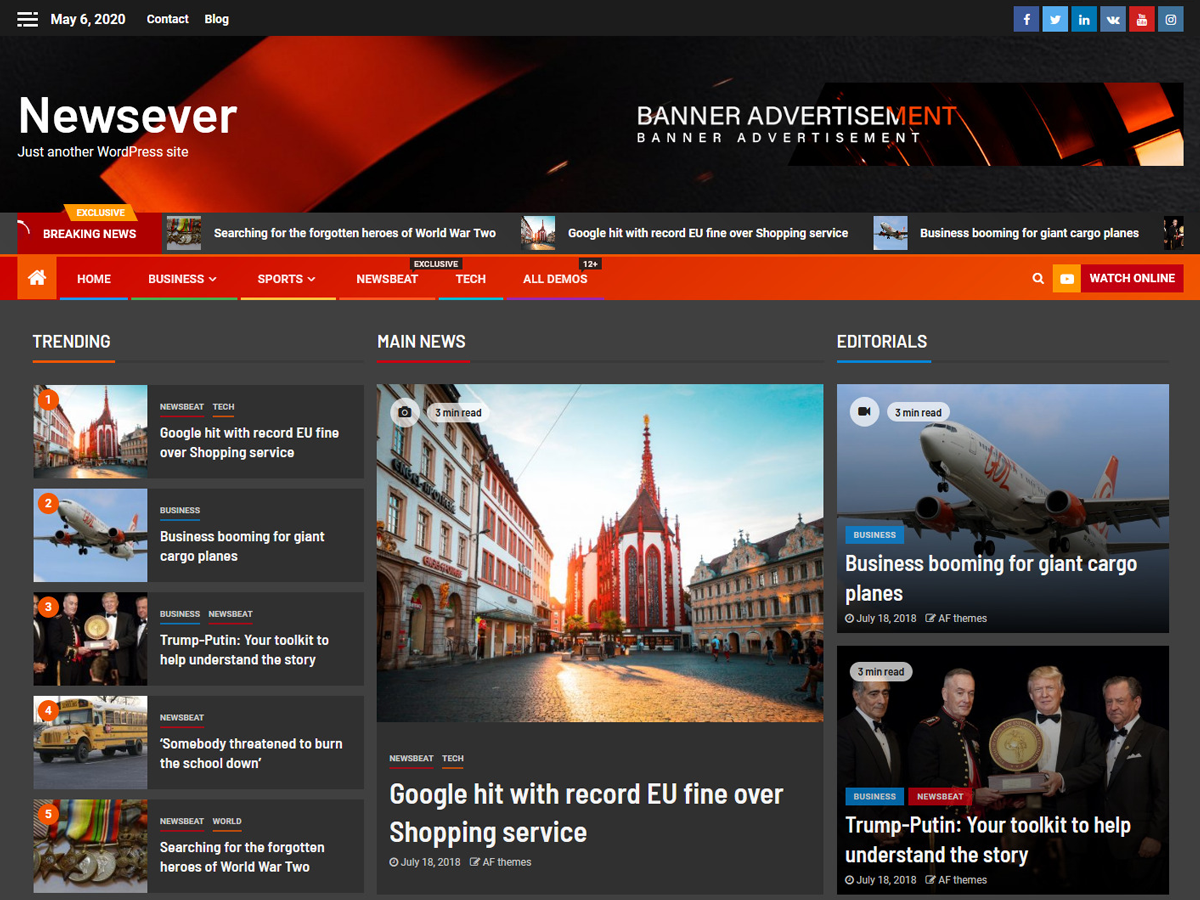 May 6, 2020 Contact Blog
Newsever
Just another WordPress site
BANNER ADVERTISEMENT
BANNER ADVERTISEMENT
EXCLUSIVE
BREAKING NEWS
Searching for the forgotten heroes of World War Two
Google hit with record EU fine over Shopping service
Business booming for giant cargo planes
EXCLUSIVE 12+
HOME BUSINESS SPORTS NEWSBEAT TECH ALL DEMOS WATCH ONLINE
TRENDING
1
NEWSBEAT TECH
Google hit with record EU fine
over Shopping service
2
BUSINESS
Business booming for giant
cargo planes
3
BUSINESS NEWSBEAT
Trump-Putin: Your toolkit to
help understand the story
4
NEWSBEAT
‘Somebody threatened to burn
the school down’
5
NEWSBEAT WORLD
Searching for the forgotten
heroes of World War Two
MAIN NEWS
3 min read
NEWSBEAT TECH
Google hit with record EU fine over
Shopping service
July 18, 2018 AF themes
EDITORIALS
3 min read
BUSINESS
Business booming for giant cargo
planes
July 18, 2018 AF themes
3 min read
BUSINESS NEWSBEAT
Trump-Putin: Your toolkit to help
understand the story
July 18, 2018 AF themes